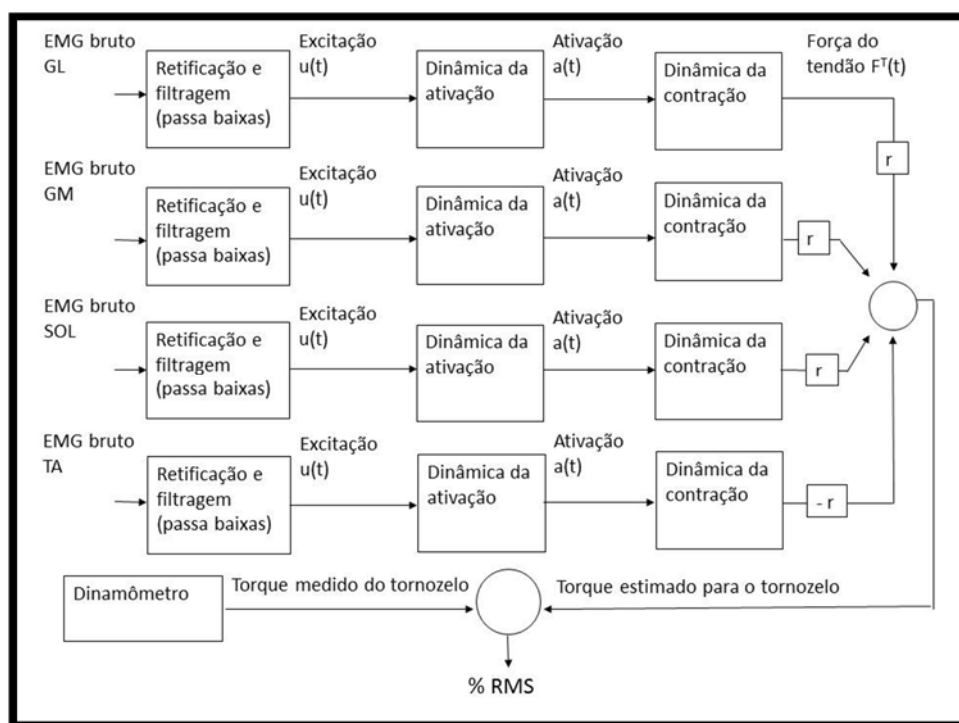 EMG bruto
GL
Retificação e
filtragem
(passa baixas)
Excitação
u(t)
Dinâmica da
ativação
Ativação
a(t)
Dinâmica da
contração
Força do
tendão Fᵀ(t)
r
EMG bruto
GM
Retificação e
filtragem
(passa baixas)
Excitação
u(t)
Dinâmica da
ativação
Ativação
a(t)
Dinâmica da
contração
r
EMG bruto
SOL
Retificação e
filtragem
(passa baixas)
Excitação
u(t)
Dinâmica da
ativação
Ativação
a(t)
Dinâmica da
contração
r
EMG bruto
TA
Retificação e
filtragem
(passa baixas)
Excitação
u(t)
Dinâmica da
ativação
Ativação
a(t)
Dinâmica da
contração
- r
Dinamômetro
Torque medido do tornozelo
Torque estimado para o tornozelo
% RMS